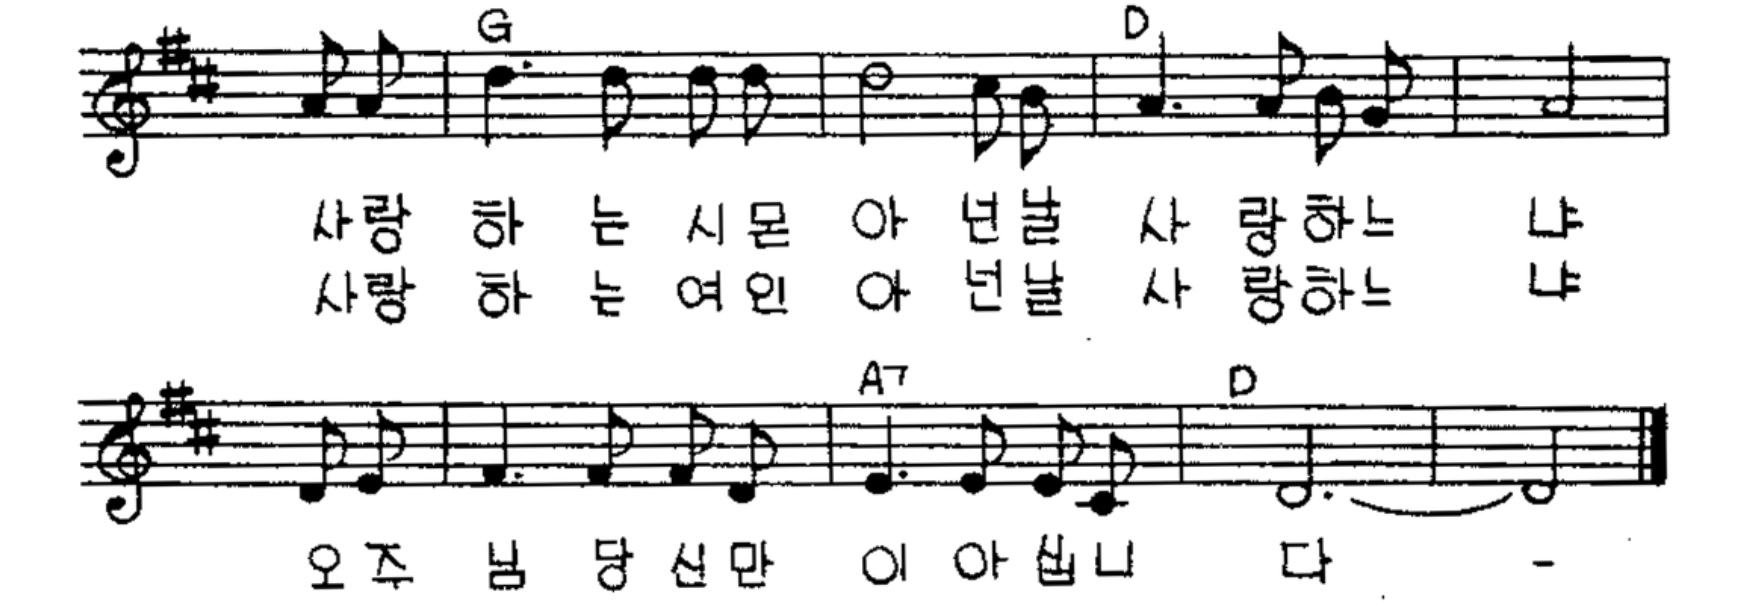 G D
사랑 하 는 시 몬 아 넌 날 사 랑 하 느 냐
사랑 하 는 여 인 아 넌 날 사 랑 하 느 냐
A7 D
오 주 님 당 신 만 이 아 십 니 다 -